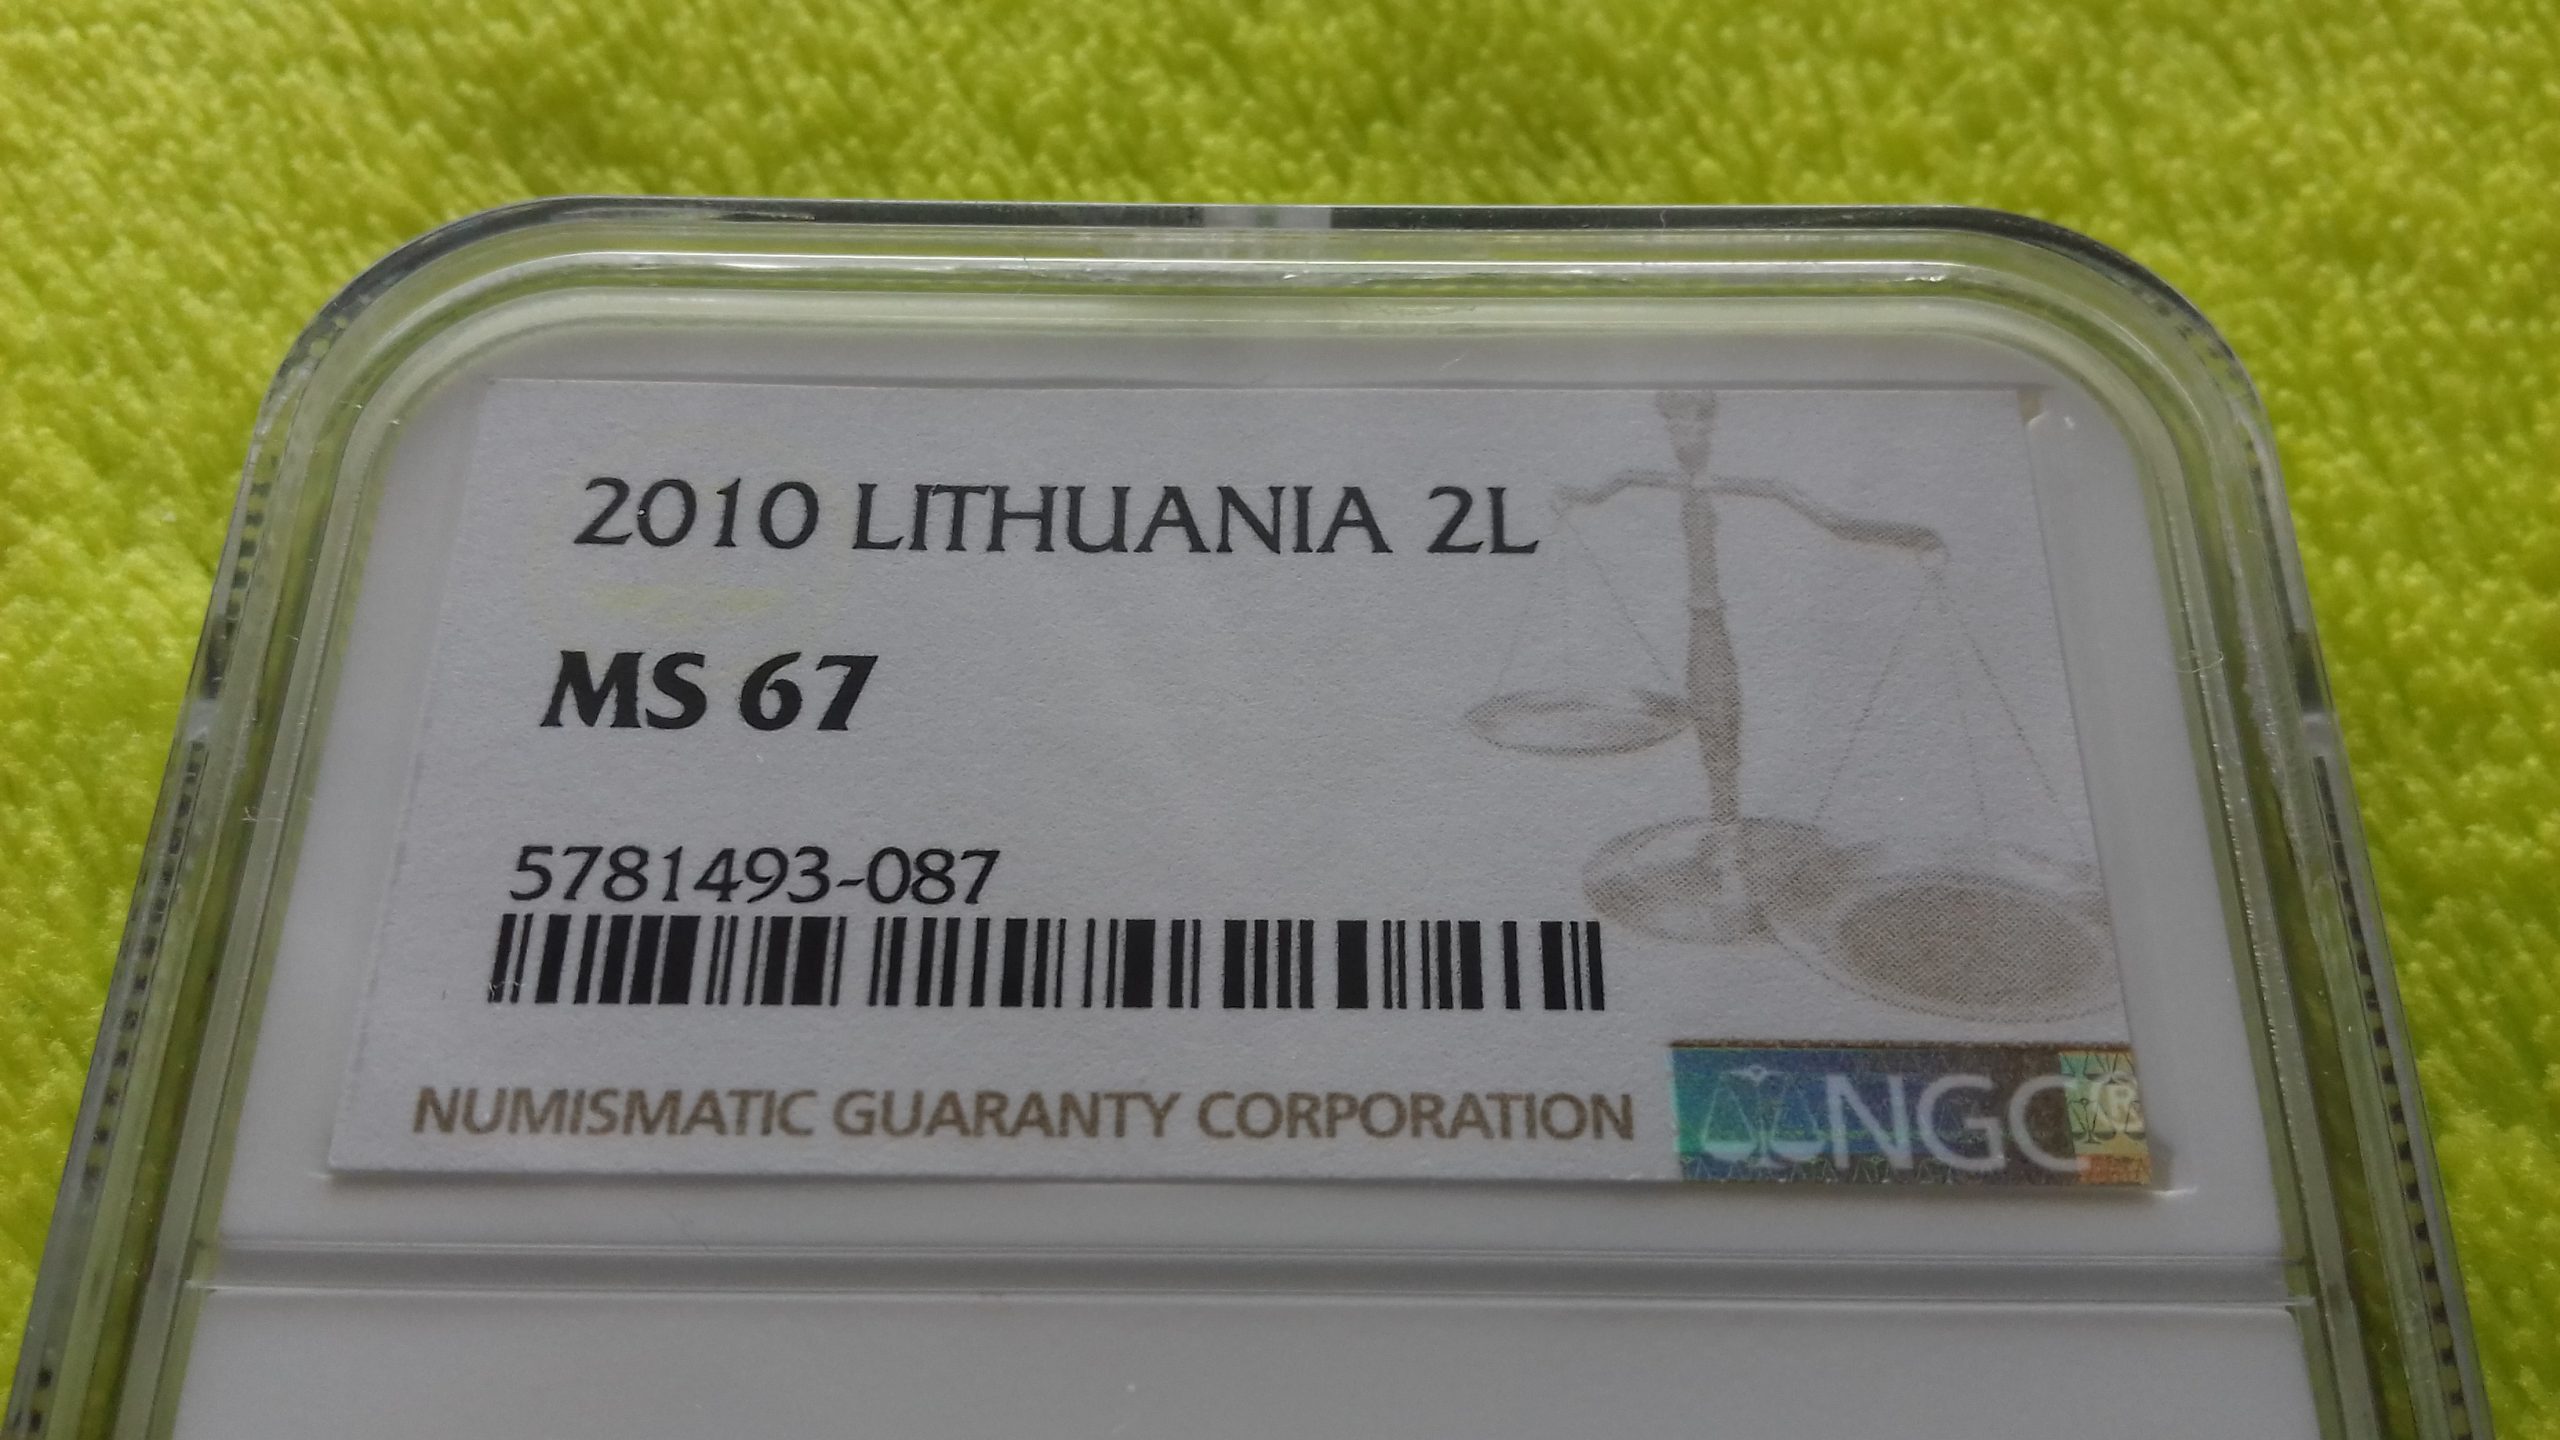 2010 LITHUANIA 2L
MS 67
5781493-087
NUMISMATIC GUARANTY CORPORATION
NGC®